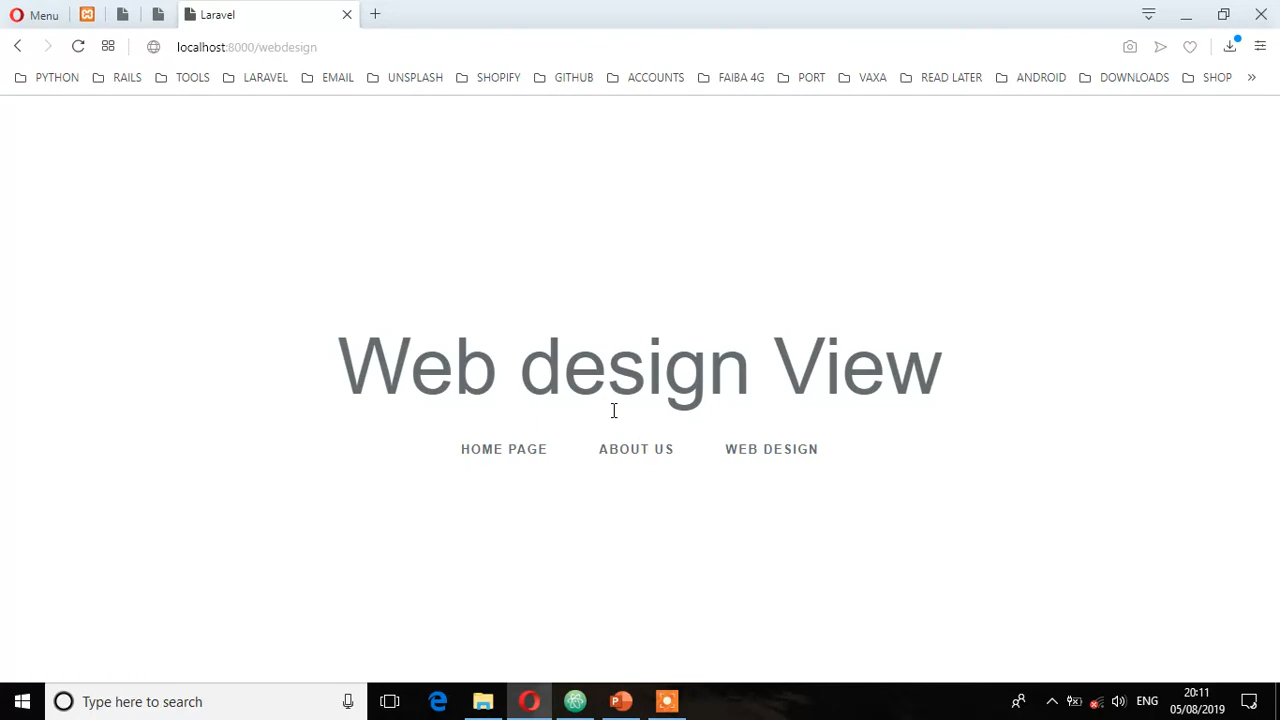 Menu
Laravel
localhost:8000/webdesign
PYTHON RAILS TOOLS LARAVEL EMAIL UNSPLASH SHOPIFY GITHUB ACCOUNTS FAIBA 4G PORT VAXA READ LATER ANDROID DOWNLOADS SHOP »
Web design View
HOME PAGE ABOUT US WEB DESIGN
Type here to search
ENG
20:11
05/08/2019